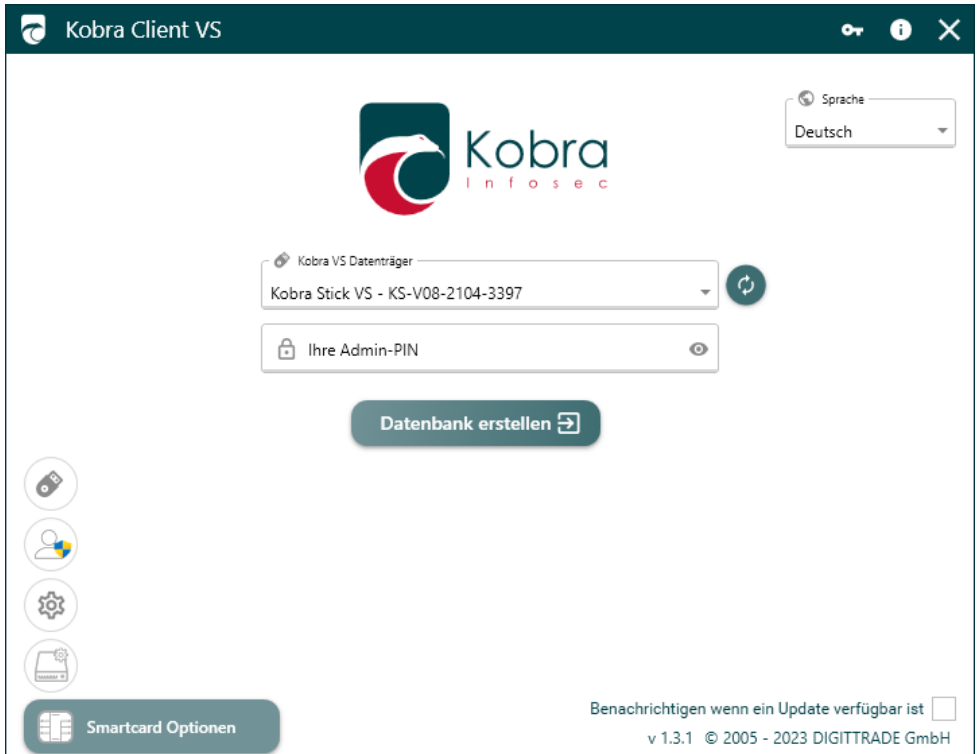 Kobra Client VS
Sprache
Deutsch
Kobra
Infosec
Kobra VS Datenträger
Kobra Stick VS - KS-V08-2104-3397
Ihre Admin-PIN
Datenbank erstellen
Smartcard Optionen
Benachrichtigen wenn ein Update verfügbar ist
v 1.3.1 © 2005 - 2023 DIGITTRADE GmbH